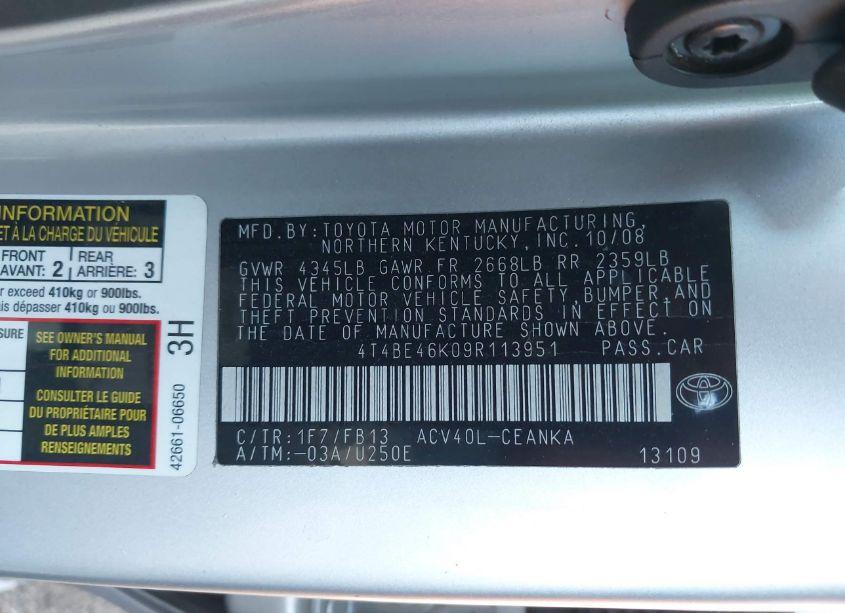 INFORMATION
ET À LA CHARGE DU VÉHICULE
FRONT
AVANT: 2
REAR
ARRIÈRE: 3
exceed 410kg or 900lbs.
dépasser 410kg ou 900lbs.
SEE OWNER'S MANUAL
FOR ADDITIONAL
INFORMATION
CONSULTER LE GUIDE
DU PROPRIÉTAIRE POUR
DE PLUS AMPLES
RENSEIGNEMENTS
3H
42661-06650
MFD. BY: TOYOTA MOTOR MANUFACTURING,
NORTHERN KENTUCKY, INC. 10/08
GVWR 4345LB GAWR FR 2668LB RR 2359LB
THIS VEHICLE CONFORMS TO ALL APPLICABLE
FEDERAL MOTOR VEHICLE SAFETY, BUMPER, AND
THEFT PREVENTION STANDARDS IN EFFECT ON
THE DATE OF MANUFACTURE SHOWN ABOVE.
4T4BE46K09R113951 PASS. CAR
C/TR: 1F7/FB13 ACV40L-CEANKA
A/TM: -03A/U250E 13109